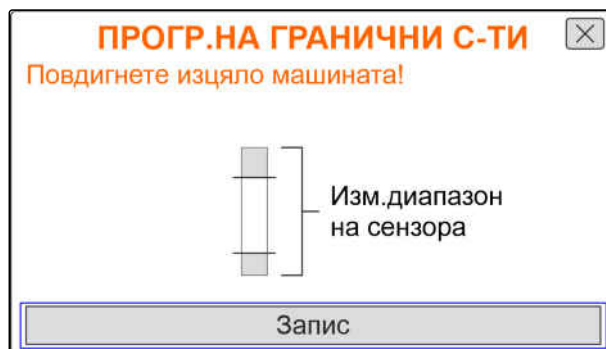 ПРОГР.НА ГРАНИЧНИ С-ТИ
Повдигнете изцяло машината!
Изм.диапазон
на сензора
Запис